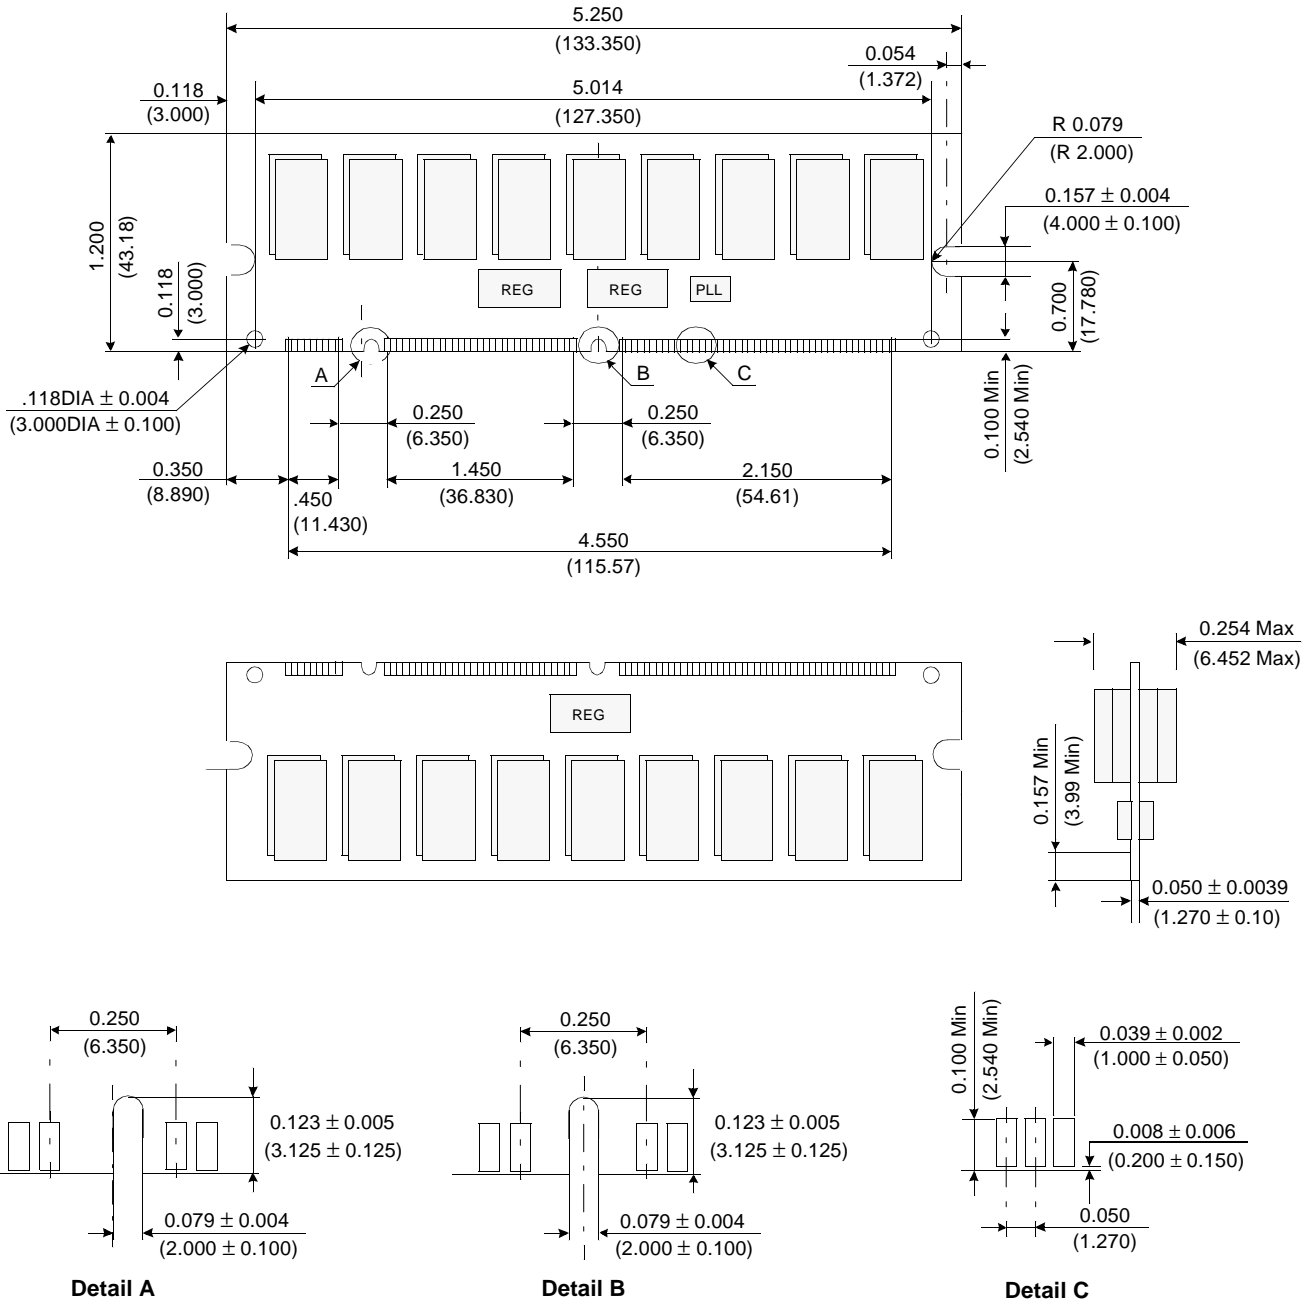 5.250
(133.350)
0.054
(1.372)
0.118
(3.000)
5.014
(127.350)
R 0.079
(R 2.000)
0.157 ± 0.004
(4.000 ± 0.100)
1.200
(43.18)
0.118
(3.000)
REG
REG
PLL
0.700
(17.780)
A
B
C
.118DIA ± 0.004
(3.000DIA ± 0.100)
0.250
(6.350)
0.250
(6.350)
0.100 Min
(2.540 Min)
0.350
(8.890)
.450
(11.430)
1.450
(36.830)
2.150
(54.61)
4.550
(115.57)
0.254 Max
(6.452 Max)
REG
0.157 Min
(3.99 Min)
0.050 ± 0.0039
(1.270 ± 0.10)
0.250
(6.350)
0.123 ± 0.005
(3.125 ± 0.125)
0.079 ± 0.004
(2.000 ± 0.100)
Detail A
0.250
(6.350)
0.123 ± 0.005
(3.125 ± 0.125)
0.079 ± 0.004
(2.000 ± 0.100)
Detail B
0.100 Min
(2.540 Min)
0.039 ± 0.002
(1.000 ± 0.050)
0.008 ± 0.006
(0.200 ± 0.150)
0.050
(1.270)
Detail C